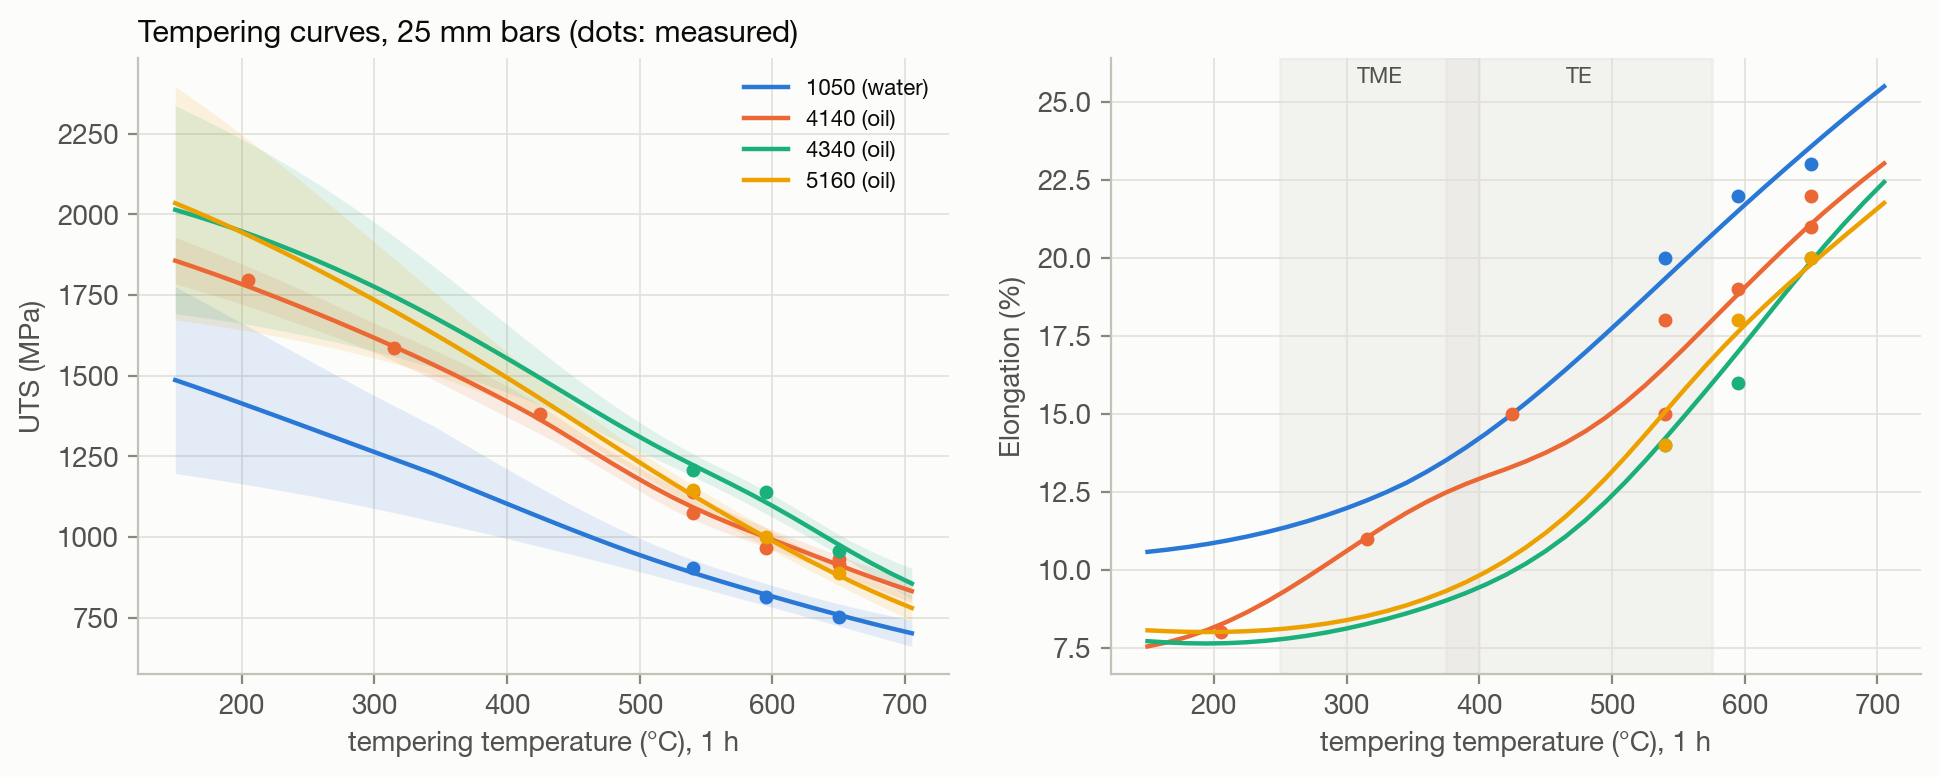 Tempering curves, 25 mm bars (dots: measured)
UTS (MPa)
2250
2000
1750
1500
1250
1000
750
1050 (water)
4140 (oil)
4340 (oil)
5160 (oil)
200 300 400 500 600 700
tempering temperature (°C), 1 h
Elongation (%)
25.0
22.5
20.0
17.5
15.0
12.5
10.0
7.5
TME
TE
200 300 400 500 600 700
tempering temperature (°C), 1 h